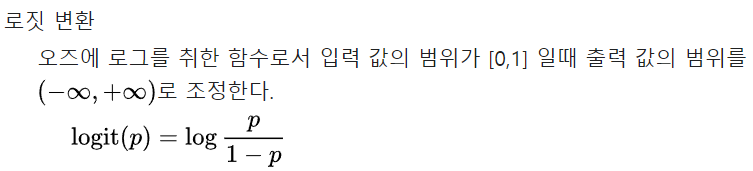 로짓 변환
오즈에 로그를 취한 함수로서 입력 값의 범위가 [0,1] 일때 출력 값의 범위를
(−∞, +∞)로 조정한다.
logit(p) = log p / (1 − p)